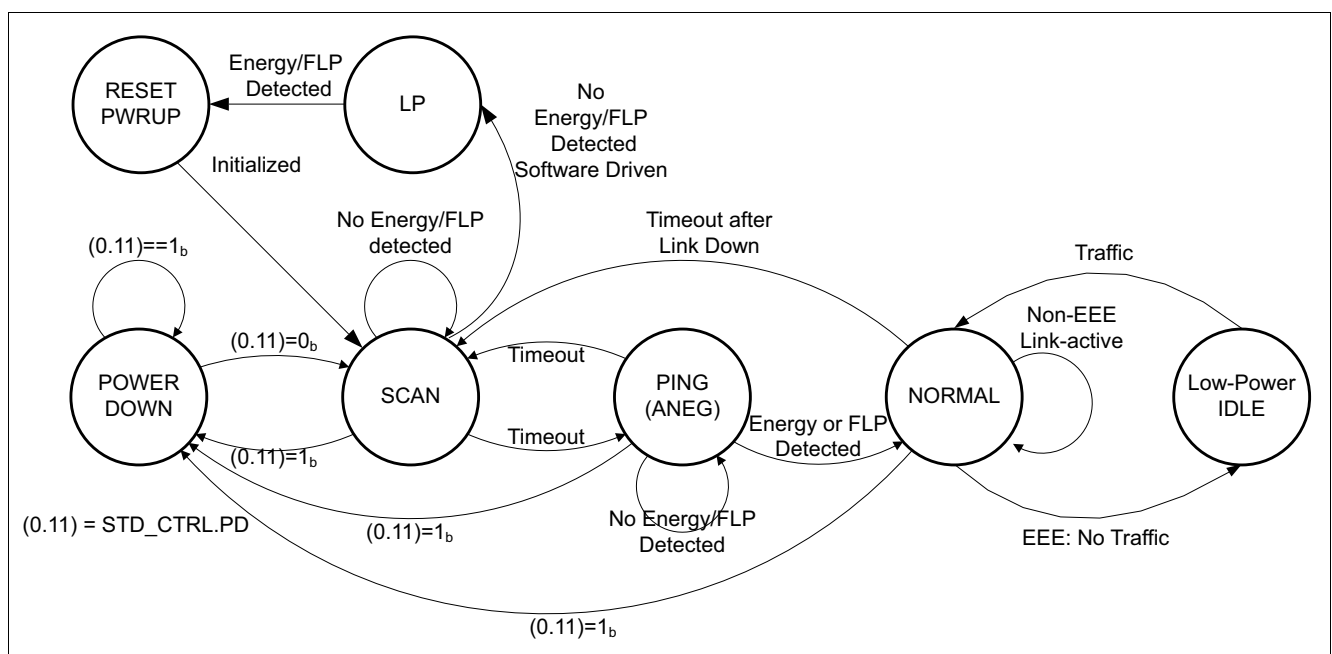 RESET
PWRUP
Energy/FLP
Detected
LP
No
Energy/FLP
Detected
Software Driven
Initialized
No Energy/FLP
detected
Timeout after
Link Down
Traffic
(0.11)==1b
(0.11)=0b
Non-EEE
Link-active
POWER
DOWN
SCAN
Timeout
PING
(ANEG)
NORMAL
Low-Power
IDLE
Energy or FLP
Detected
Timeout
(0.11)=1b
(0.11) = STD_CTRL.PD
(0.11)=1b
No Energy/FLP
Detected
EEE: No Traffic
(0.11)=1b